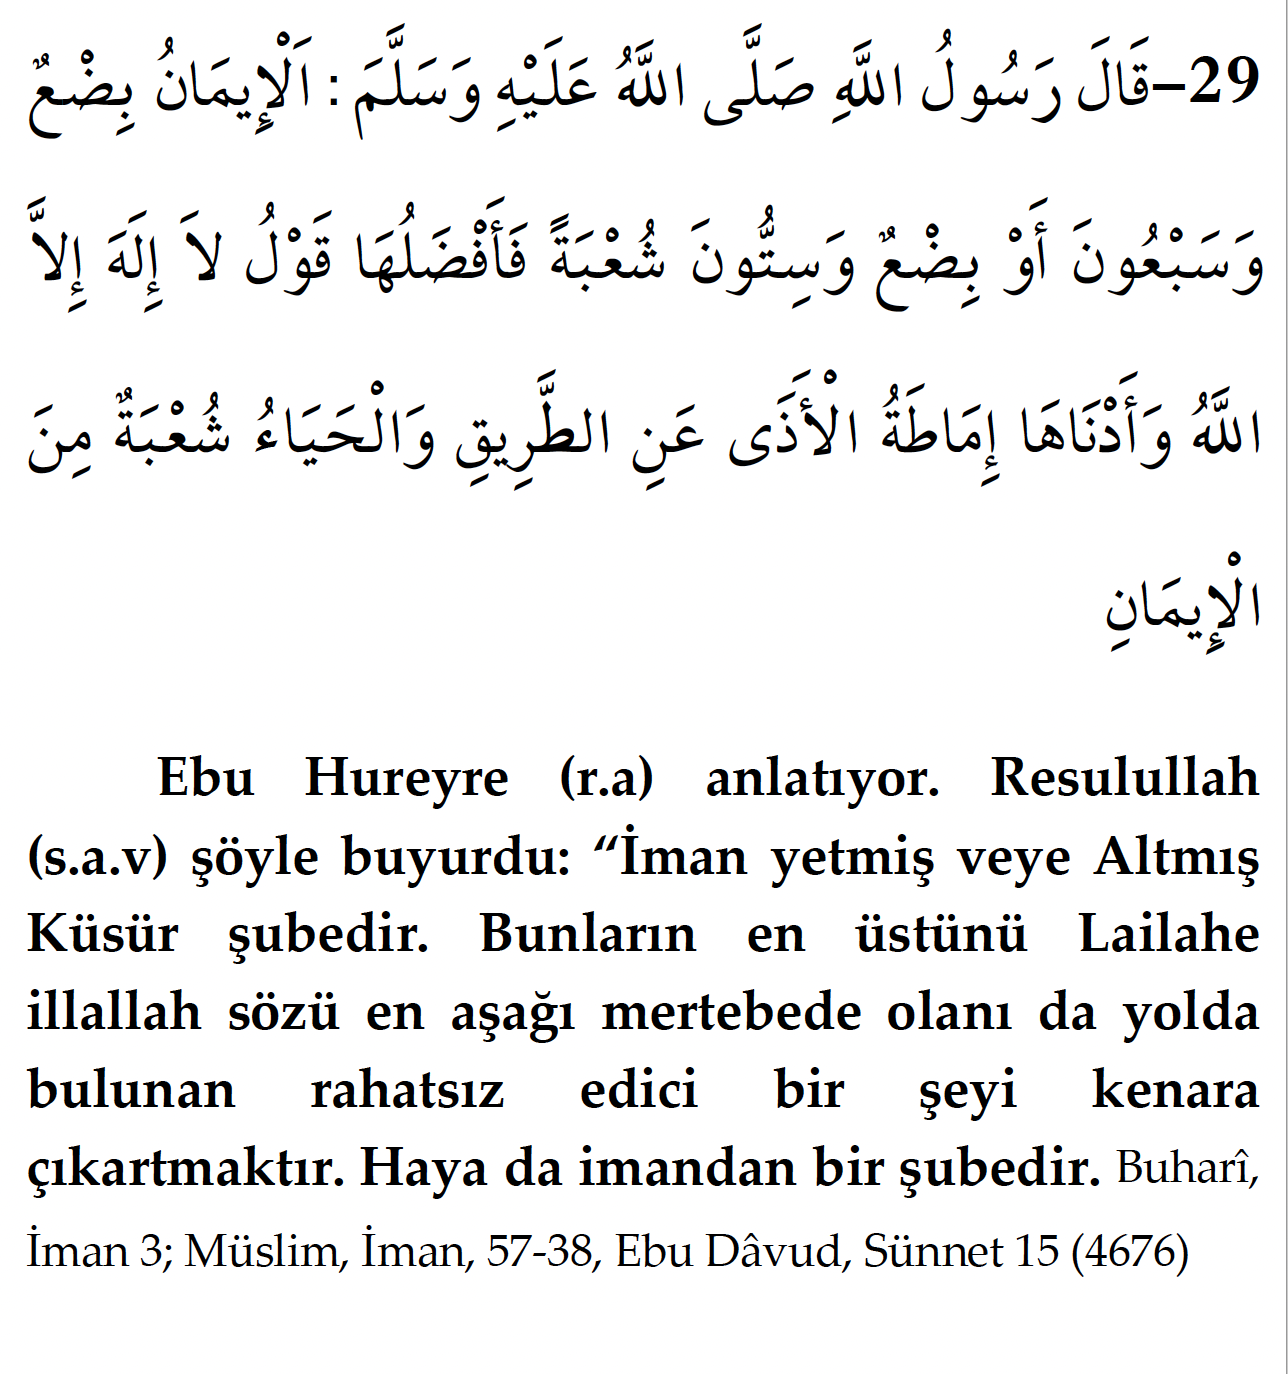 29–قَالَ رَسُولُ اللَّهِ صَلَّى اللَّهُ عَلَيْهِ وَسَلَّمَ : اَلْإِيمَانُ بِضْعٌ
وَسَبْعُونَ أَوْ بِضْعٌ وَسِتُّونَ شُعْبَةً فَأَفْضَلُهَا قَوْلُ لاَ إِلَهَ إِلاَّ
اللَّهُ وَأَدْنَاهَا إِمَاطَةُ الْأَذَى عَنِ الطَّرِيقِ وَالْحَيَاءُ شُعْبَةٌ مِنَ
الْإِيمَانِ
Ebu Hureyre (r.a) anlatıyor. Resulullah
(s.a.v) şöyle buyurdu: “İman yetmiş veye Altmış
Küsür şubedir. Bunların en üstünü Lailahe
illallah sözü en aşağı mertebede olanı da yolda
bulunan rahatsız edici bir şeyi kenara
çıkartmaktır. Haya da imandan bir şubedir. Buharî,
İman 3; Müslim, İman, 57-38, Ebu Dâvud, Sünnet 15 (4676)